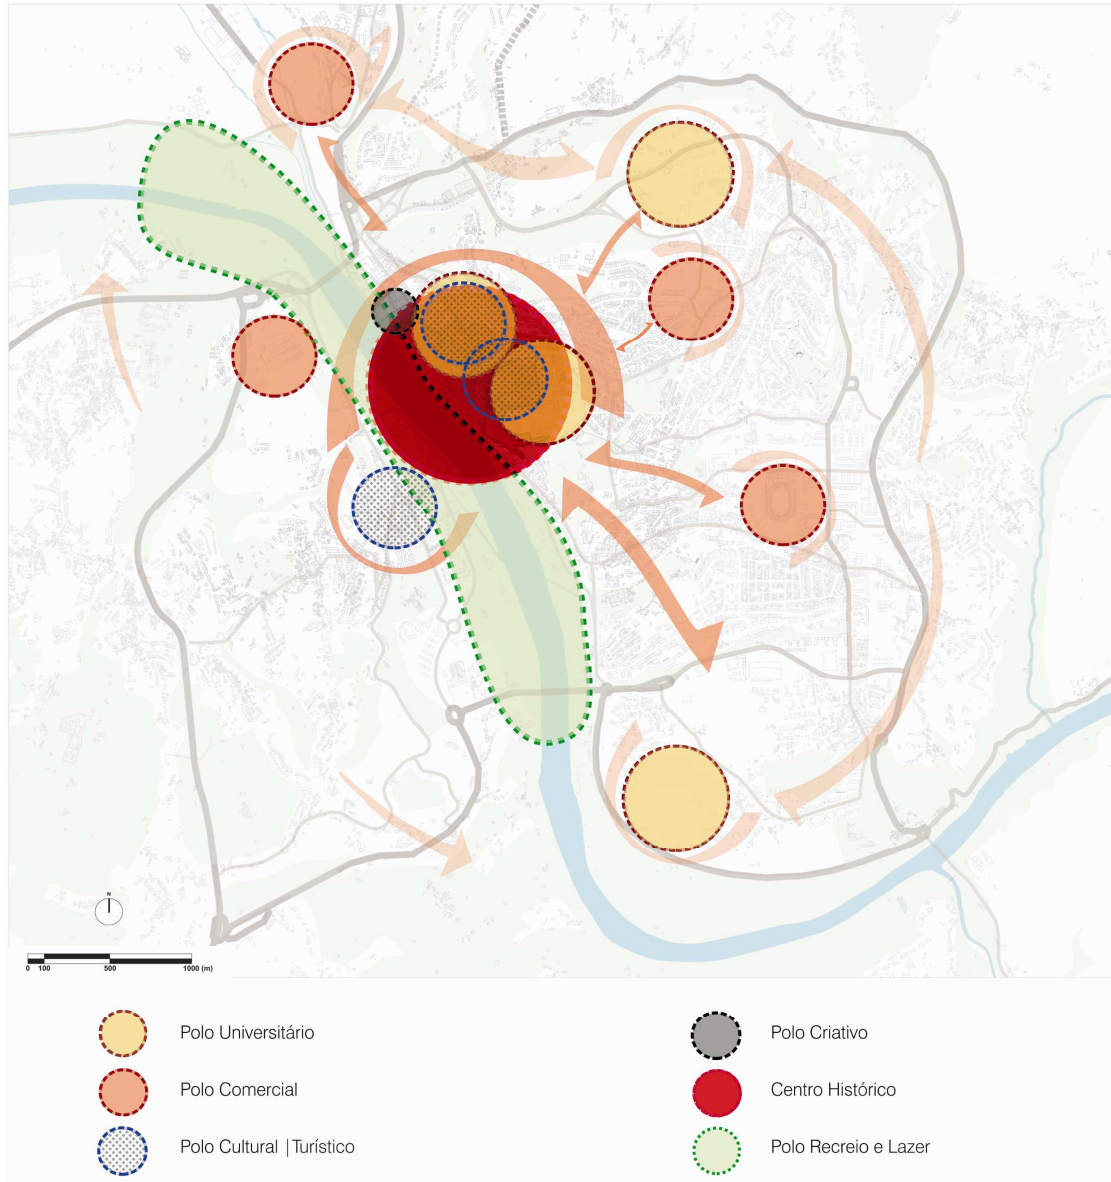 N
0 100 500 1000 (m)
Polo Universitário
Polo Criativo
Polo Comercial
Centro Histórico
Polo Cultural | Turístico
Polo Recreio e Lazer